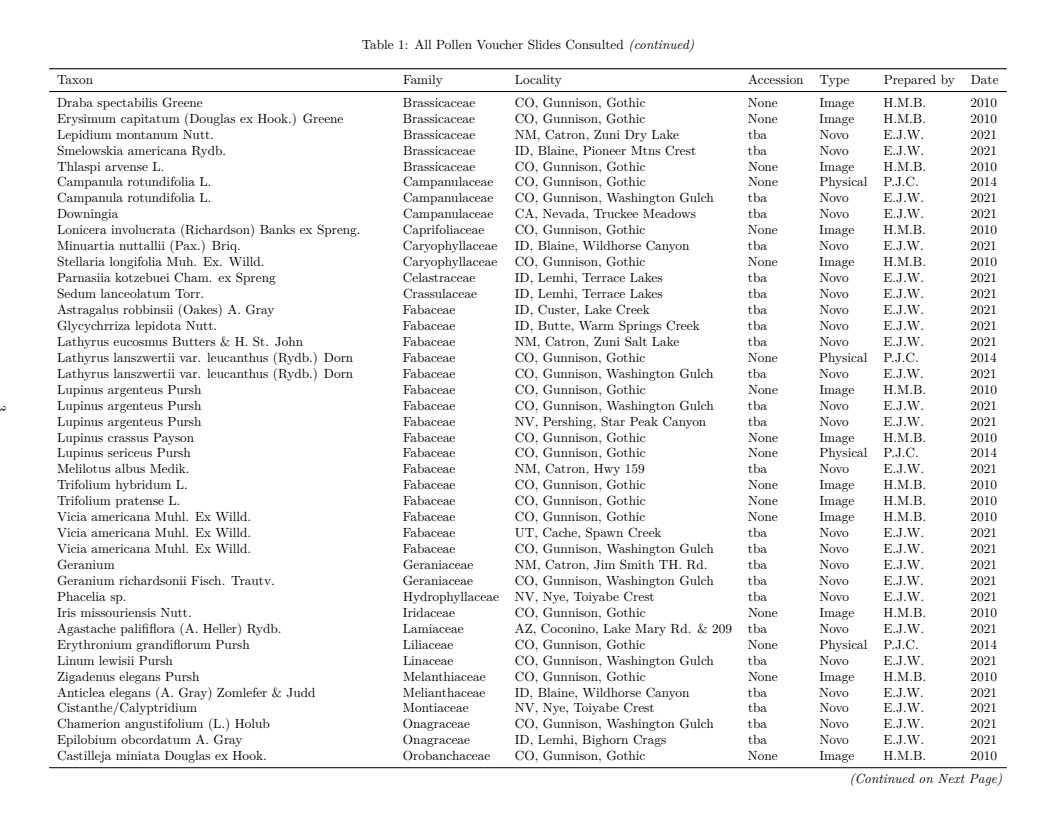 Table 1: All Pollen Voucher Slides Consulted (continued)
Taxon Family Locality Accession Type Prepared by Date
Draba spectabilis Greene Brassicaceae CO, Gunnison, Gothic None Image H.M.B. 2010
Erysimum capitatum (Douglas ex Hook.) Greene Brassicaceae CO, Gunnison, Gothic None Image H.M.B. 2010
Lepidium montanum Nutt. Brassicaceae NM, Catron, Zuni Dry Lake tba Novo E.J.W. 2021
Smelowskia americana Rydb. Brassicaceae ID, Blaine, Pioneer Mtns Crest tba Novo E.J.W. 2021
Thlaspi arvense L. Brassicaceae CO, Gunnison, Gothic None Image H.M.B. 2010
Campanula rotundifolia L. Campanulaceae CO, Gunnison, Gothic None Physical P.J.C. 2014
Campanula rotundifolia L. Campanulaceae CO, Gunnison, Washington Gulch tba Novo E.J.W. 2021
Downingia Campanulaceae CA, Nevada, Truckee Meadows tba Novo E.J.W. 2021
Lonicera involucrata (Richardson) Banks ex Spreng. Caprifoliaceae CO, Gunnison, Gothic None Image H.M.B. 2010
Minuartia nuttallii (Pax.) Briq. Caryophyllaceae ID, Blaine, Wildhorse Canyon tba Novo E.J.W. 2021
Stellaria longifolia Muh. Ex. Willd. Caryophyllaceae CO, Gunnison, Gothic None Image H.M.B. 2010
Parnasiia kotzebuei Cham. ex Spreng Celastraceae ID, Lemhi, Terrace Lakes tba Novo E.J.W. 2021
Sedum lanceolatum Torr. Crassulaceae ID, Lemhi, Terrace Lakes tba Novo E.J.W. 2021
Astragalus robbinsii (Oakes) A. Gray Fabaceae ID, Custer, Lake Creek tba Novo E.J.W. 2021
Glycychrriza lepidota Nutt. Fabaceae ID, Butte, Warm Springs Creek tba Novo E.J.W. 2021
Lathyrus eucosmus Butters & H. St. John Fabaceae NM, Catron, Zuni Salt Lake tba Novo E.J.W. 2021
Lathyrus lanszwertii var. leucanthus (Rydb.) Dorn Fabaceae CO, Gunnison, Gothic None Physical P.J.C. 2014
Lathyrus lanszwertii var. leucanthus (Rydb.) Dorn Fabaceae CO, Gunnison, Washington Gulch tba Novo E.J.W. 2021
Lupinus argenteus Pursh Fabaceae CO, Gunnison, Gothic None Image H.M.B. 2010
Lupinus argenteus Pursh Fabaceae CO, Gunnison, Washington Gulch tba Novo E.J.W. 2021
Lupinus argenteus Pursh Fabaceae NV, Pershing, Star Peak Canyon tba Novo E.J.W. 2021
Lupinus crassus Payson Fabaceae CO, Gunnison, Gothic None Image H.M.B. 2010
Lupinus sericeus Pursh Fabaceae CO, Gunnison, Gothic None Physical P.J.C. 2014
Melilotus albus Medik. Fabaceae NM, Catron, Hwy 159 tba Novo E.J.W. 2021
Trifolium hybridum L. Fabaceae CO, Gunnison, Gothic None Image H.M.B. 2010
Trifolium pratense L. Fabaceae CO, Gunnison, Gothic None Image H.M.B. 2010
Vicia americana Muhl. Ex Willd. Fabaceae CO, Gunnison, Gothic None Image H.M.B. 2010
Vicia americana Muhl. Ex Willd. Fabaceae UT, Cache, Spawn Creek tba Novo E.J.W. 2021
Vicia americana Muhl. Ex Willd. Fabaceae CO, Gunnison, Washington Gulch tba Novo E.J.W. 2021
Geranium Geraniaceae NM, Catron, Jim Smith TH. Rd. tba Novo E.J.W. 2021
Geranium richardsonii Fisch. Trautv. Geraniaceae CO, Gunnison, Washington Gulch tba Novo E.J.W. 2021
Phacelia sp. Hydrophyllaceae NV, Nye, Toiyabe Crest tba Novo E.J.W. 2021
Iris missouriensis Nutt. Iridaceae CO, Gunnison, Gothic None Image H.M.B. 2010
Agastache palififlora (A. Heller) Rydb. Lamiaceae AZ, Coconino, Lake Mary Rd. & 209 tba Novo E.J.W. 2021
Erythronium grandiflorum Pursh Liliaceae CO, Gunnison, Gothic None Physical P.J.C. 2014
Linum lewisii Pursh Linaceae CO, Gunnison, Washington Gulch tba Novo E.J.W. 2021
Zigadenus elegans Pursh Melanthiaceae CO, Gunnison, Gothic None Image H.M.B. 2010
Anticlea elegans (A. Gray) Zomlefer & Judd Melianthaceae ID, Blaine, Wildhorse Canyon tba Novo E.J.W. 2021
Cistanthe/Calyptridium Montiaceae NV, Nye, Toiyabe Crest tba Novo E.J.W. 2021
Chamerion angustifolium (L.) Holub Onagraceae CO, Gunnison, Washington Gulch tba Novo E.J.W. 2021
Epilobium obcordatum A. Gray Onagraceae ID, Lemhi, Bighorn Crags tba Novo E.J.W. 2021
Castilleja miniata Douglas ex Hook. Orobanchaceae CO, Gunnison, Gothic None Image H.M.B. 2010
(Continued on Next Page)
3